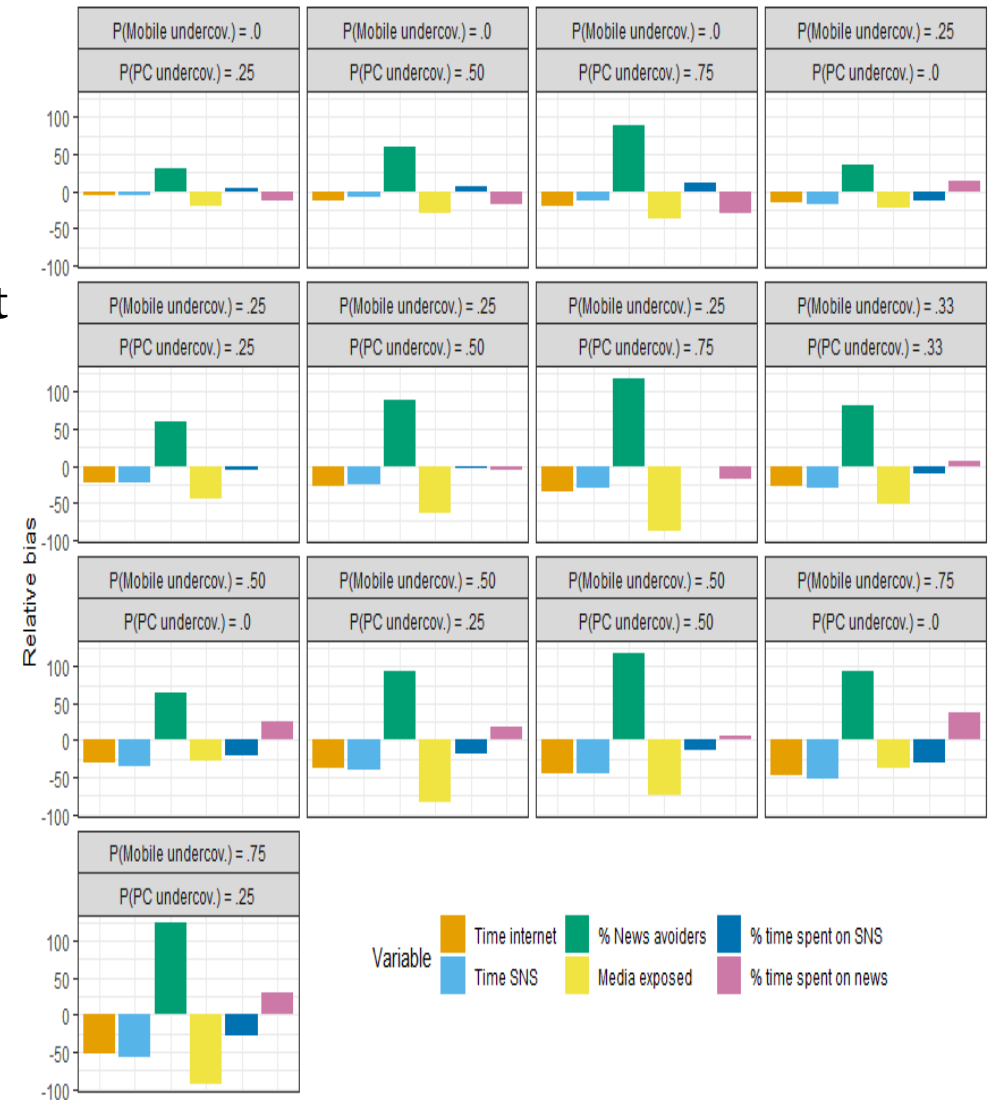 P(Mobile undercov.) = .0 P(Mobile undercov.) = .0 P(Mobile undercov.) = .0 P(Mobile undercov.) = .25
P(PC undercov.) = .25 P(PC undercov.) = .50 P(PC undercov.) = .75 P(PC undercov.) = .0
100
50
0
-50
-100
t
P(Mobile undercov.) = .25 P(Mobile undercov.) = .25 P(Mobile undercov.) = .25 P(Mobile undercov.) = .33
P(PC undercov.) = .25 P(PC undercov.) = .50 P(PC undercov.) = .75 P(PC undercov.) = .33
100
50
0
-50
-100
Relative bias
P(Mobile undercov.) = .50 P(Mobile undercov.) = .50 P(Mobile undercov.) = .50 P(Mobile undercov.) = .75
P(PC undercov.) = .0 P(PC undercov.) = .25 P(PC undercov.) = .50 P(PC undercov.) = .0
100
50
0
-50
-100
P(Mobile undercov.) = .75
P(PC undercov.) = .25
100
50
0
-50
-100
Variable
Time internet % News avoiders % time spent on SNS
Time SNS Media exposed % time spent on news